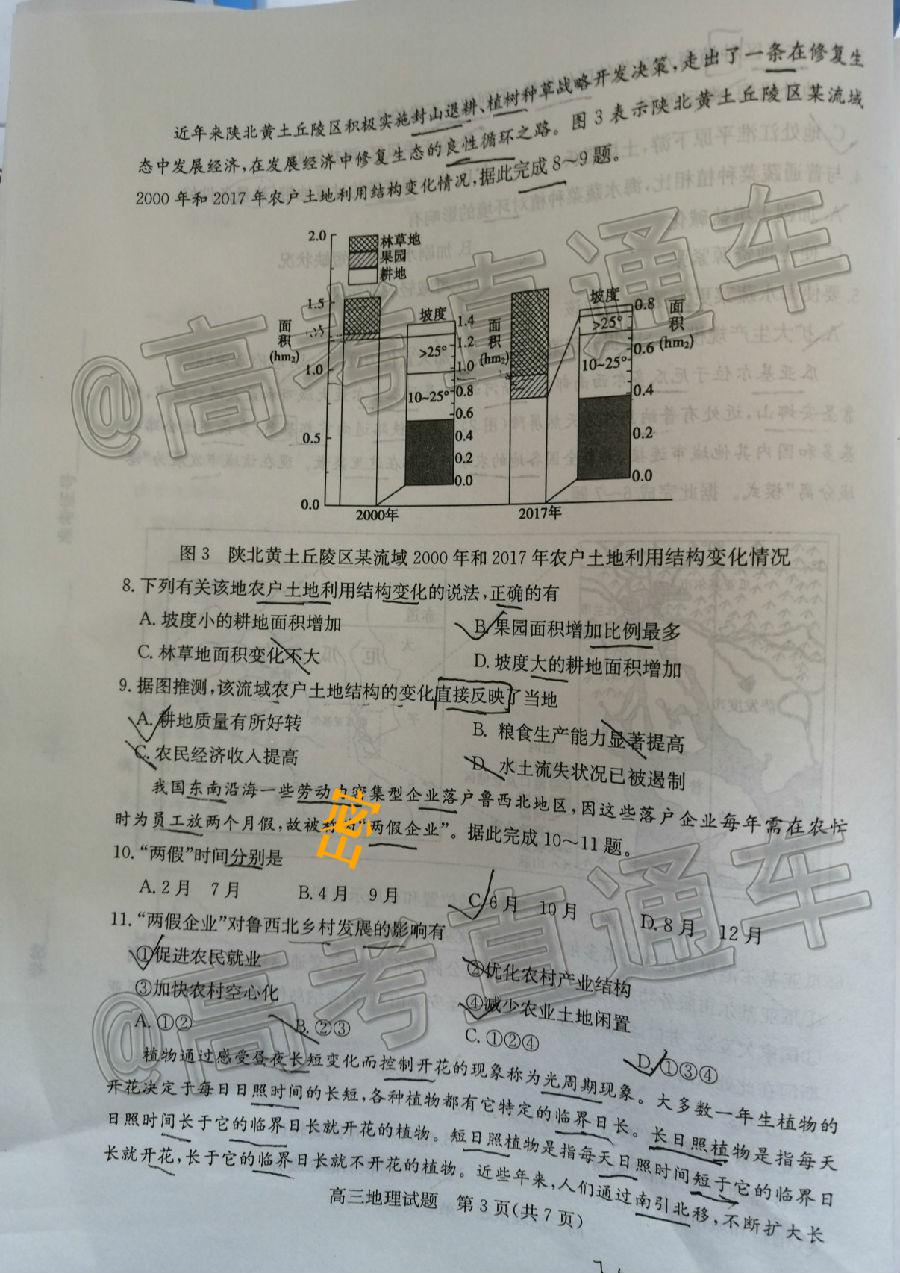 近年来陕北黄土丘陵区积极实施封山退耕、植树种草战略开发决策，走出了一条在修复生
态中发展经济，在发展经济中修复生态的良性循环之路。图3表示陕北黄土丘陵区某流域
2000年和2017年农户土地利用结构变化情况，据此完成8～9题。
2.0
林草地
果园
耕地
1.5
1.0
0.5
0.0
面积(hm₂)
坡度
>25°
10~25°
1.4
1.2
1.0
0.8
0.6
0.4
0.2
0.0
面积(hm₂)
坡度
>25°
10~25°
0.8
0.6
0.4
0.2
0.0
面积(hm₂)
2000年
2017年
图3 陕北黄土丘陵区某流域2000年和2017年农户土地利用结构变化情况
8. 下列有关该地农户土地利用结构变化的说法，正确的有
A. 坡度小的耕地面积增加 B. 果园面积增加比例最多
C. 林草地面积变化不大 D. 坡度大的耕地面积增加
9. 据图推测，该流域农户土地结构的变化直接反映了当地
A. 耕地质量有所好转 B. 粮食生产能力显著提高
C. 农民经济收入提高 D. 水土流失状况已被遏制
我国东南沿海一些劳动力密集型企业落户鲁西北地区，因这些落户企业每年需在农忙
时为员工放两个月假，故被称为“两假企业”。据此完成10～11题。
密
10. “两假”时间分别是
A. 2月 7月 B. 4月 9月 C. 6月 10月 D. 8月 12月
11. “两假企业”对鲁西北乡村发展的影响有
①促进农民就业 ②优化农村产业结构
③加快农村空心化 ④减少农业土地闲置
A. ①② B. ②③ C. ①②④ D. ①③④
植物通过感受昼夜长短变化而控制开花的现象称为光周期现象。大多数一年生植物的
开花决定于每日日照时间的长短，各种植物都有它特定的临界日长。长日照植物是指每天
日照时间长于它的临界日长就开花的植物。短日照植物是指每天日照时间短于它的临界日
长就开花，长于它的临界日长就不开花的植物。近些年来，人们通过南引北移，不断扩大长
高三地理试题 第3页(共7页)
@高考直通车
@高考直通车